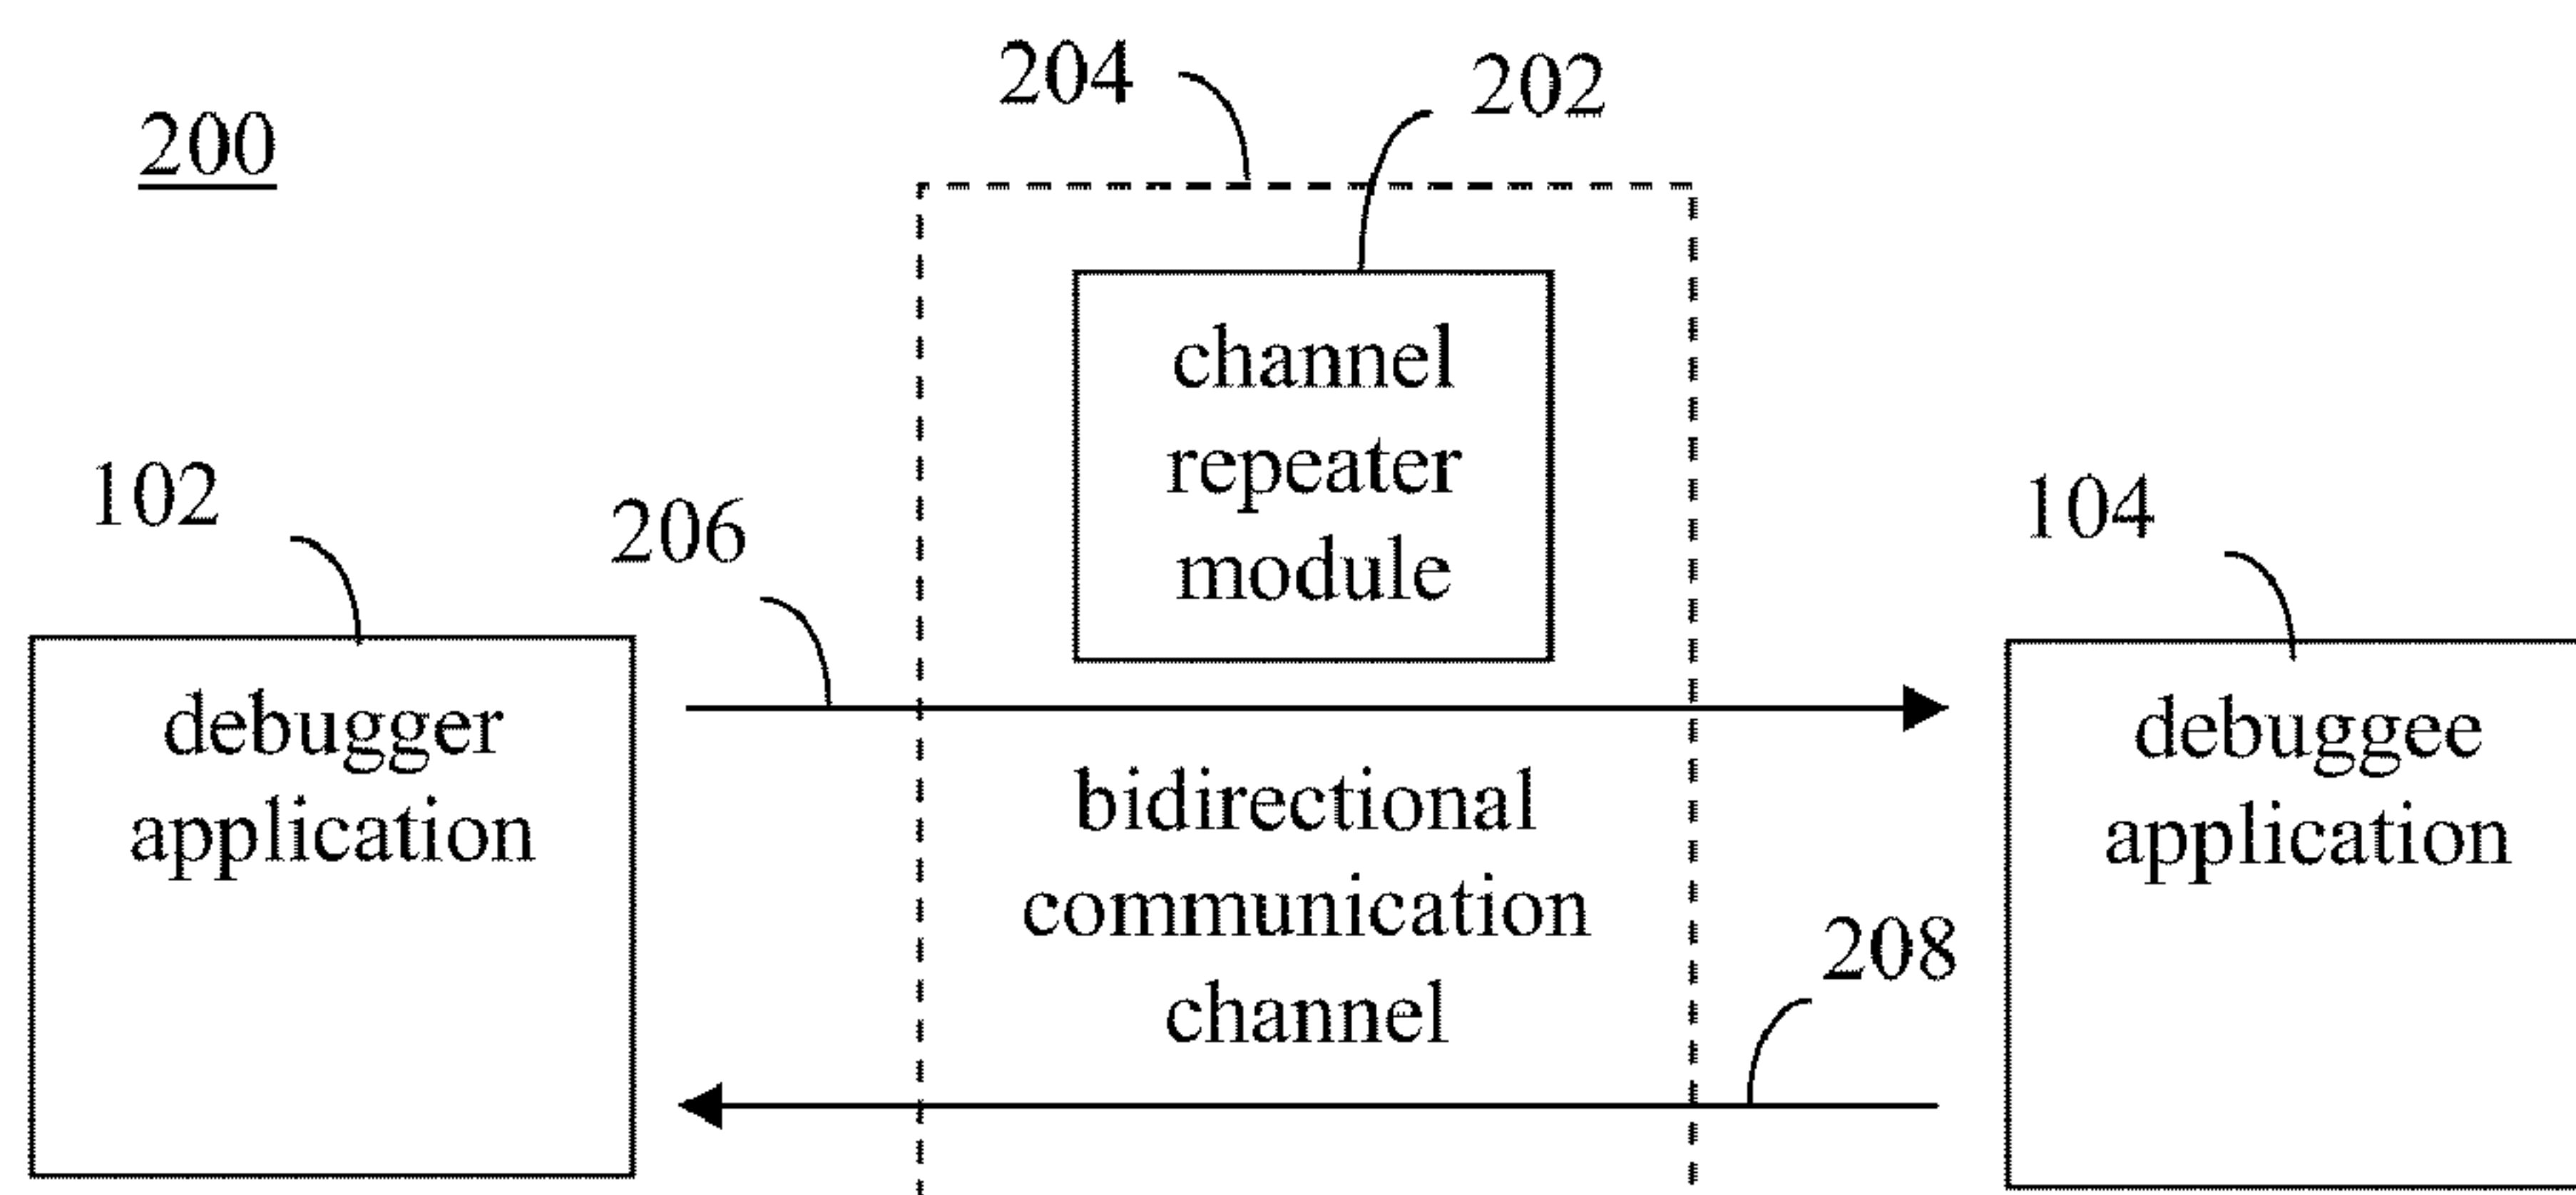 204
202
200
channel
repeater
module
102
206
104
debugger
application
bidirectional
communication
channel
debuggee
application
208